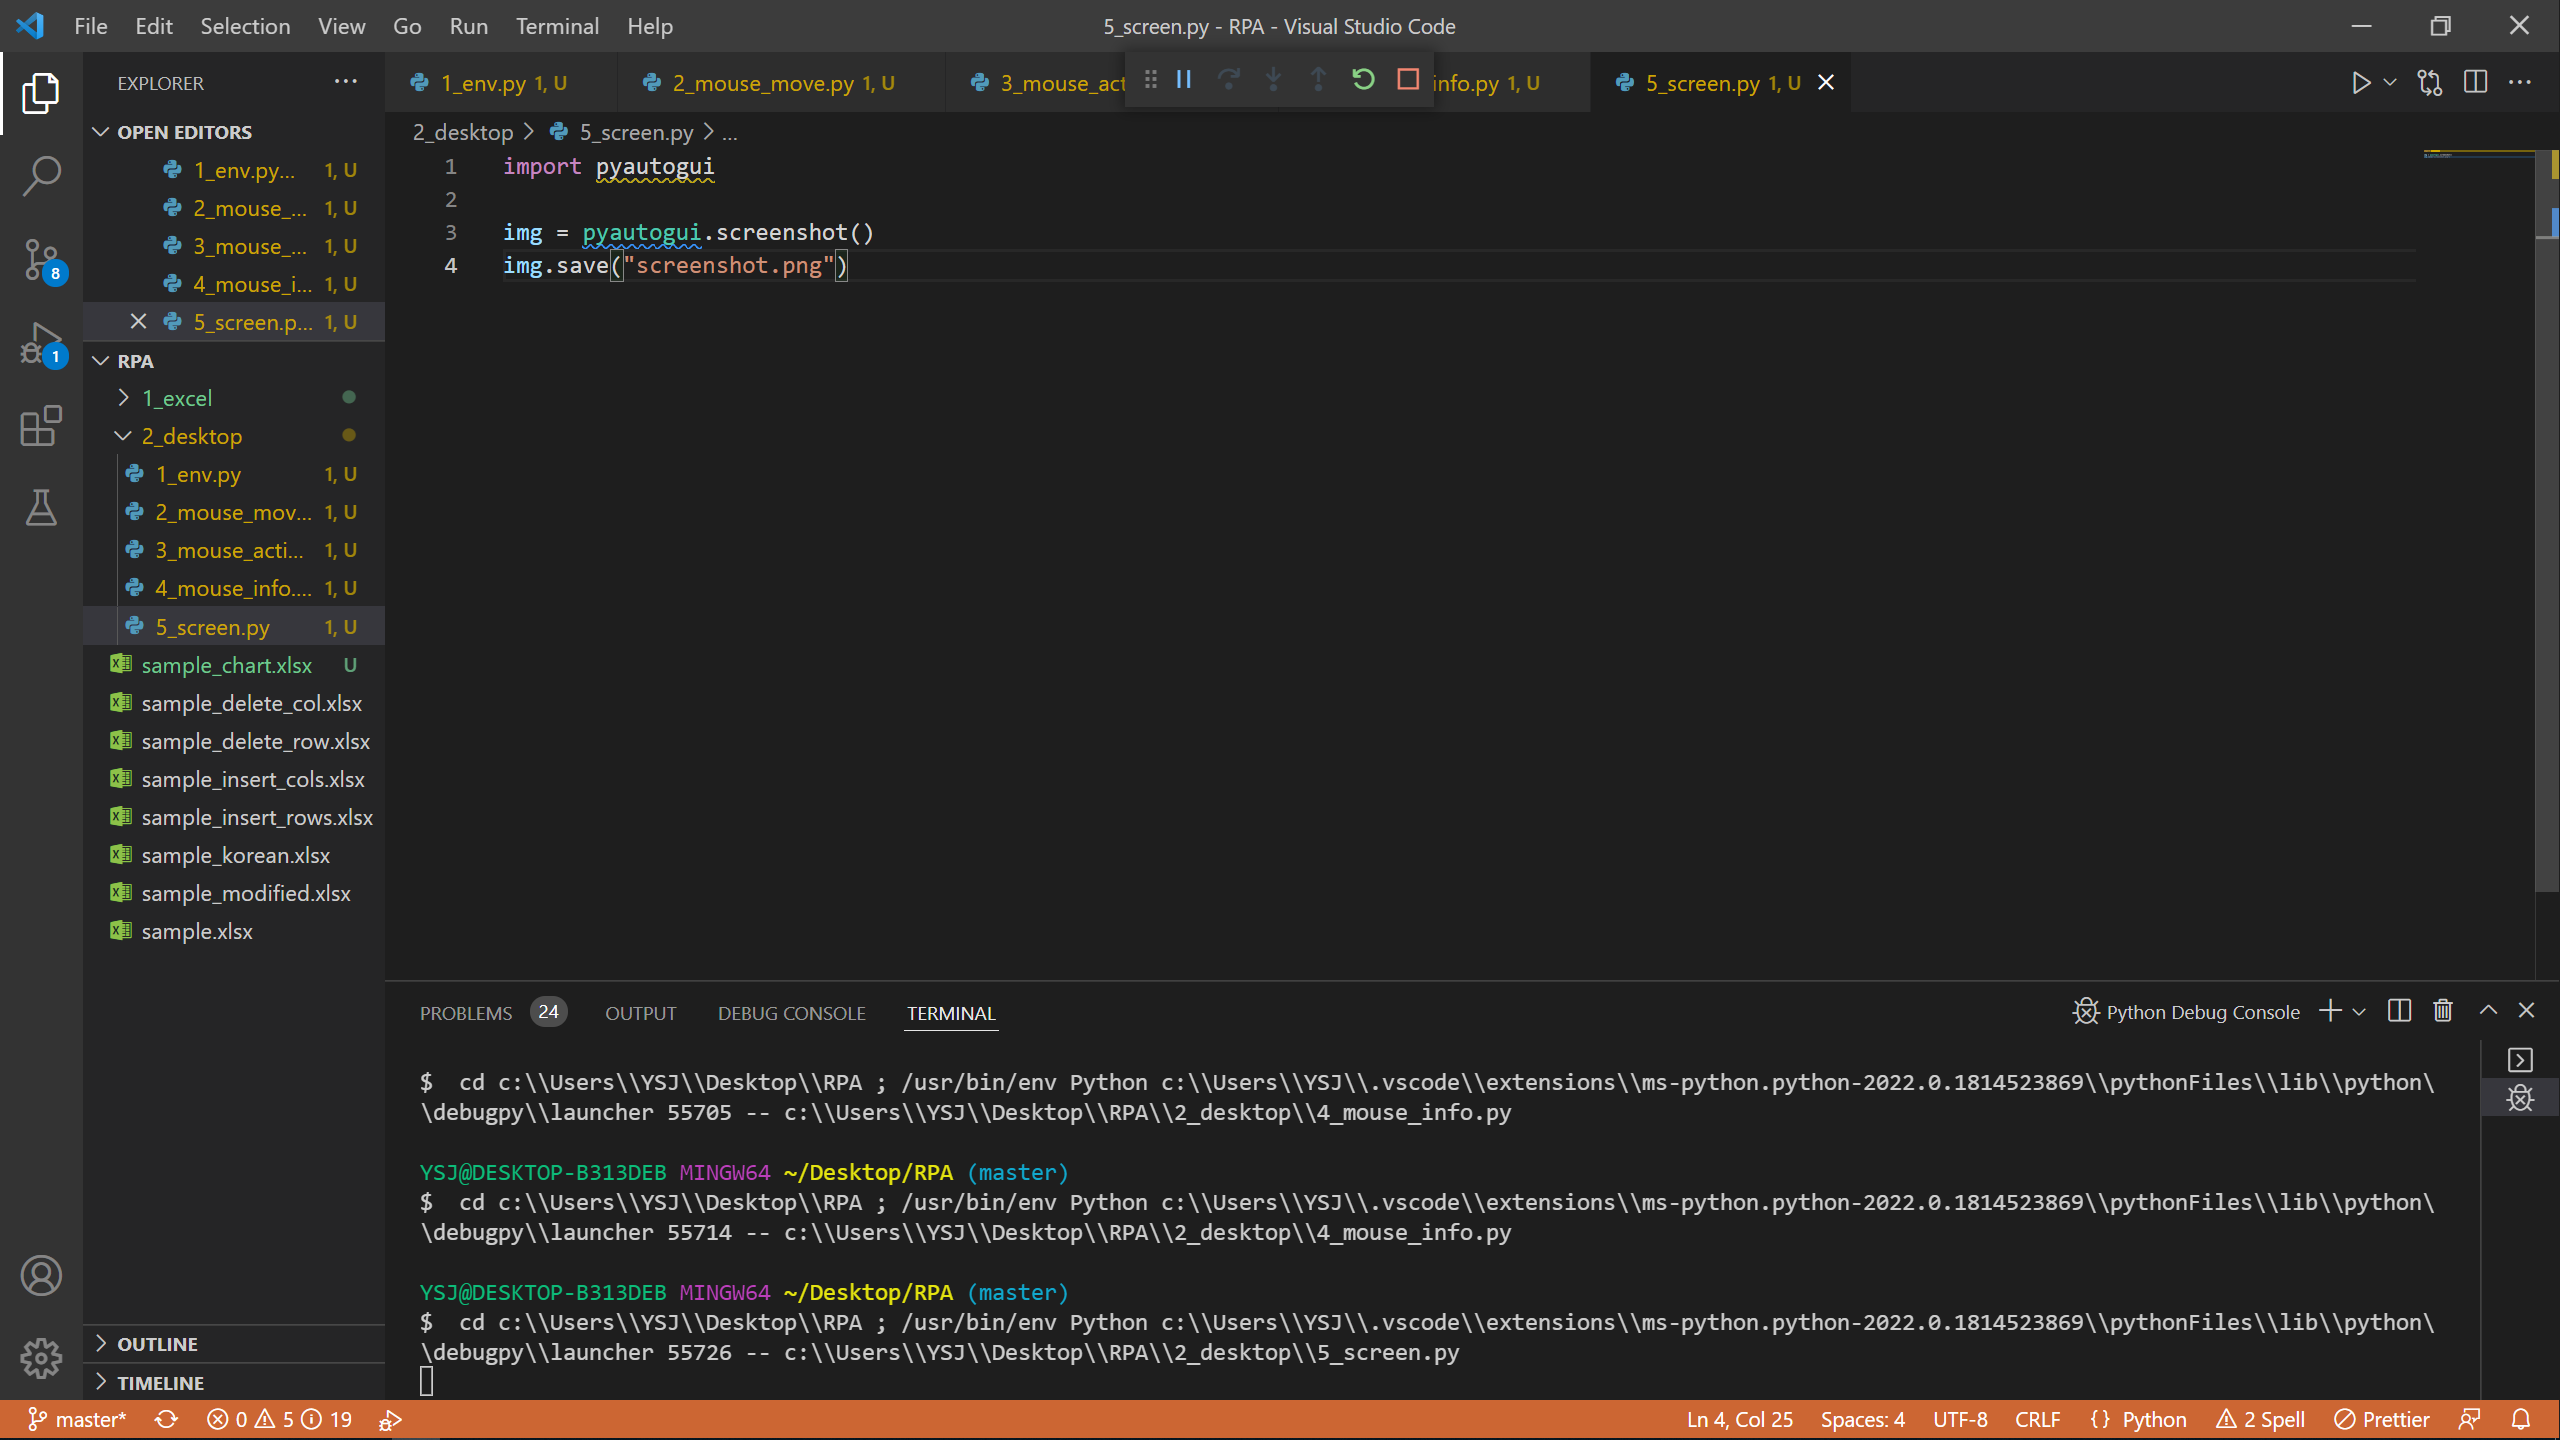 File Edit Selection View Go Run Terminal Help
5_screen.py - RPA - Visual Studio Code
EXPLORER
1_env.py 1, U
2_mouse_move.py 1, U
3_mouse_act
info.py 1, U
5_screen.py 1, U
OPEN EDITORS
1_env.py... 1, U
2_mouse_... 1, U
3_mouse_... 1, U
4_mouse_i... 1, U
5_screen.p... 1, U
RPA
1_excel
2_desktop
1_env.py 1, U
2_mouse_mov... 1, U
3_mouse_acti... 1, U
4_mouse_info.... 1, U
5_screen.py 1, U
sample_chart.xlsx U
sample_delete_col.xlsx
sample_delete_row.xlsx
sample_insert_cols.xlsx
sample_insert_rows.xlsx
sample_korean.xlsx
sample_modified.xlsx
sample.xlsx
OUTLINE
TIMELINE
8
1
2_desktop > 5_screen.py > ...
1 import pyautogui
2
3 img = pyautogui.screenshot()
4 img.save("screenshot.png")
PROBLEMS 24 OUTPUT DEBUG CONSOLE TERMINAL
Python Debug Console
$  cd c:\\Users\\YSJ\\Desktop\\RPA ; /usr/bin/env Python c:\\Users\\YSJ\\.vscode\\extensions\\ms-python.python-2022.0.1814523869\\pythonFiles\\lib\\python\
\debugpy\\launcher 55705 -- c:\\Users\\YSJ\\Desktop\\RPA\\2_desktop\\4_mouse_info.py
YSJ@DESKTOP-B313DEB MINGW64 ~/Desktop/RPA (master)
$  cd c:\\Users\\YSJ\\Desktop\\RPA ; /usr/bin/env Python c:\\Users\\YSJ\\.vscode\\extensions\\ms-python.python-2022.0.1814523869\\pythonFiles\\lib\\python\
\debugpy\\launcher 55714 -- c:\\Users\\YSJ\\Desktop\\RPA\\2_desktop\\4_mouse_info.py
YSJ@DESKTOP-B313DEB MINGW64 ~/Desktop/RPA (master)
$  cd c:\\Users\\YSJ\\Desktop\\RPA ; /usr/bin/env Python c:\\Users\\YSJ\\.vscode\\extensions\\ms-python.python-2022.0.1814523869\\pythonFiles\\lib\\python\
\debugpy\\launcher 55726 -- c:\\Users\\YSJ\\Desktop\\RPA\\2_desktop\\5_screen.py
master* 0 5 19
Ln 4, Col 25 Spaces: 4 UTF-8 CRLF {} Python 2 Spell Prettier